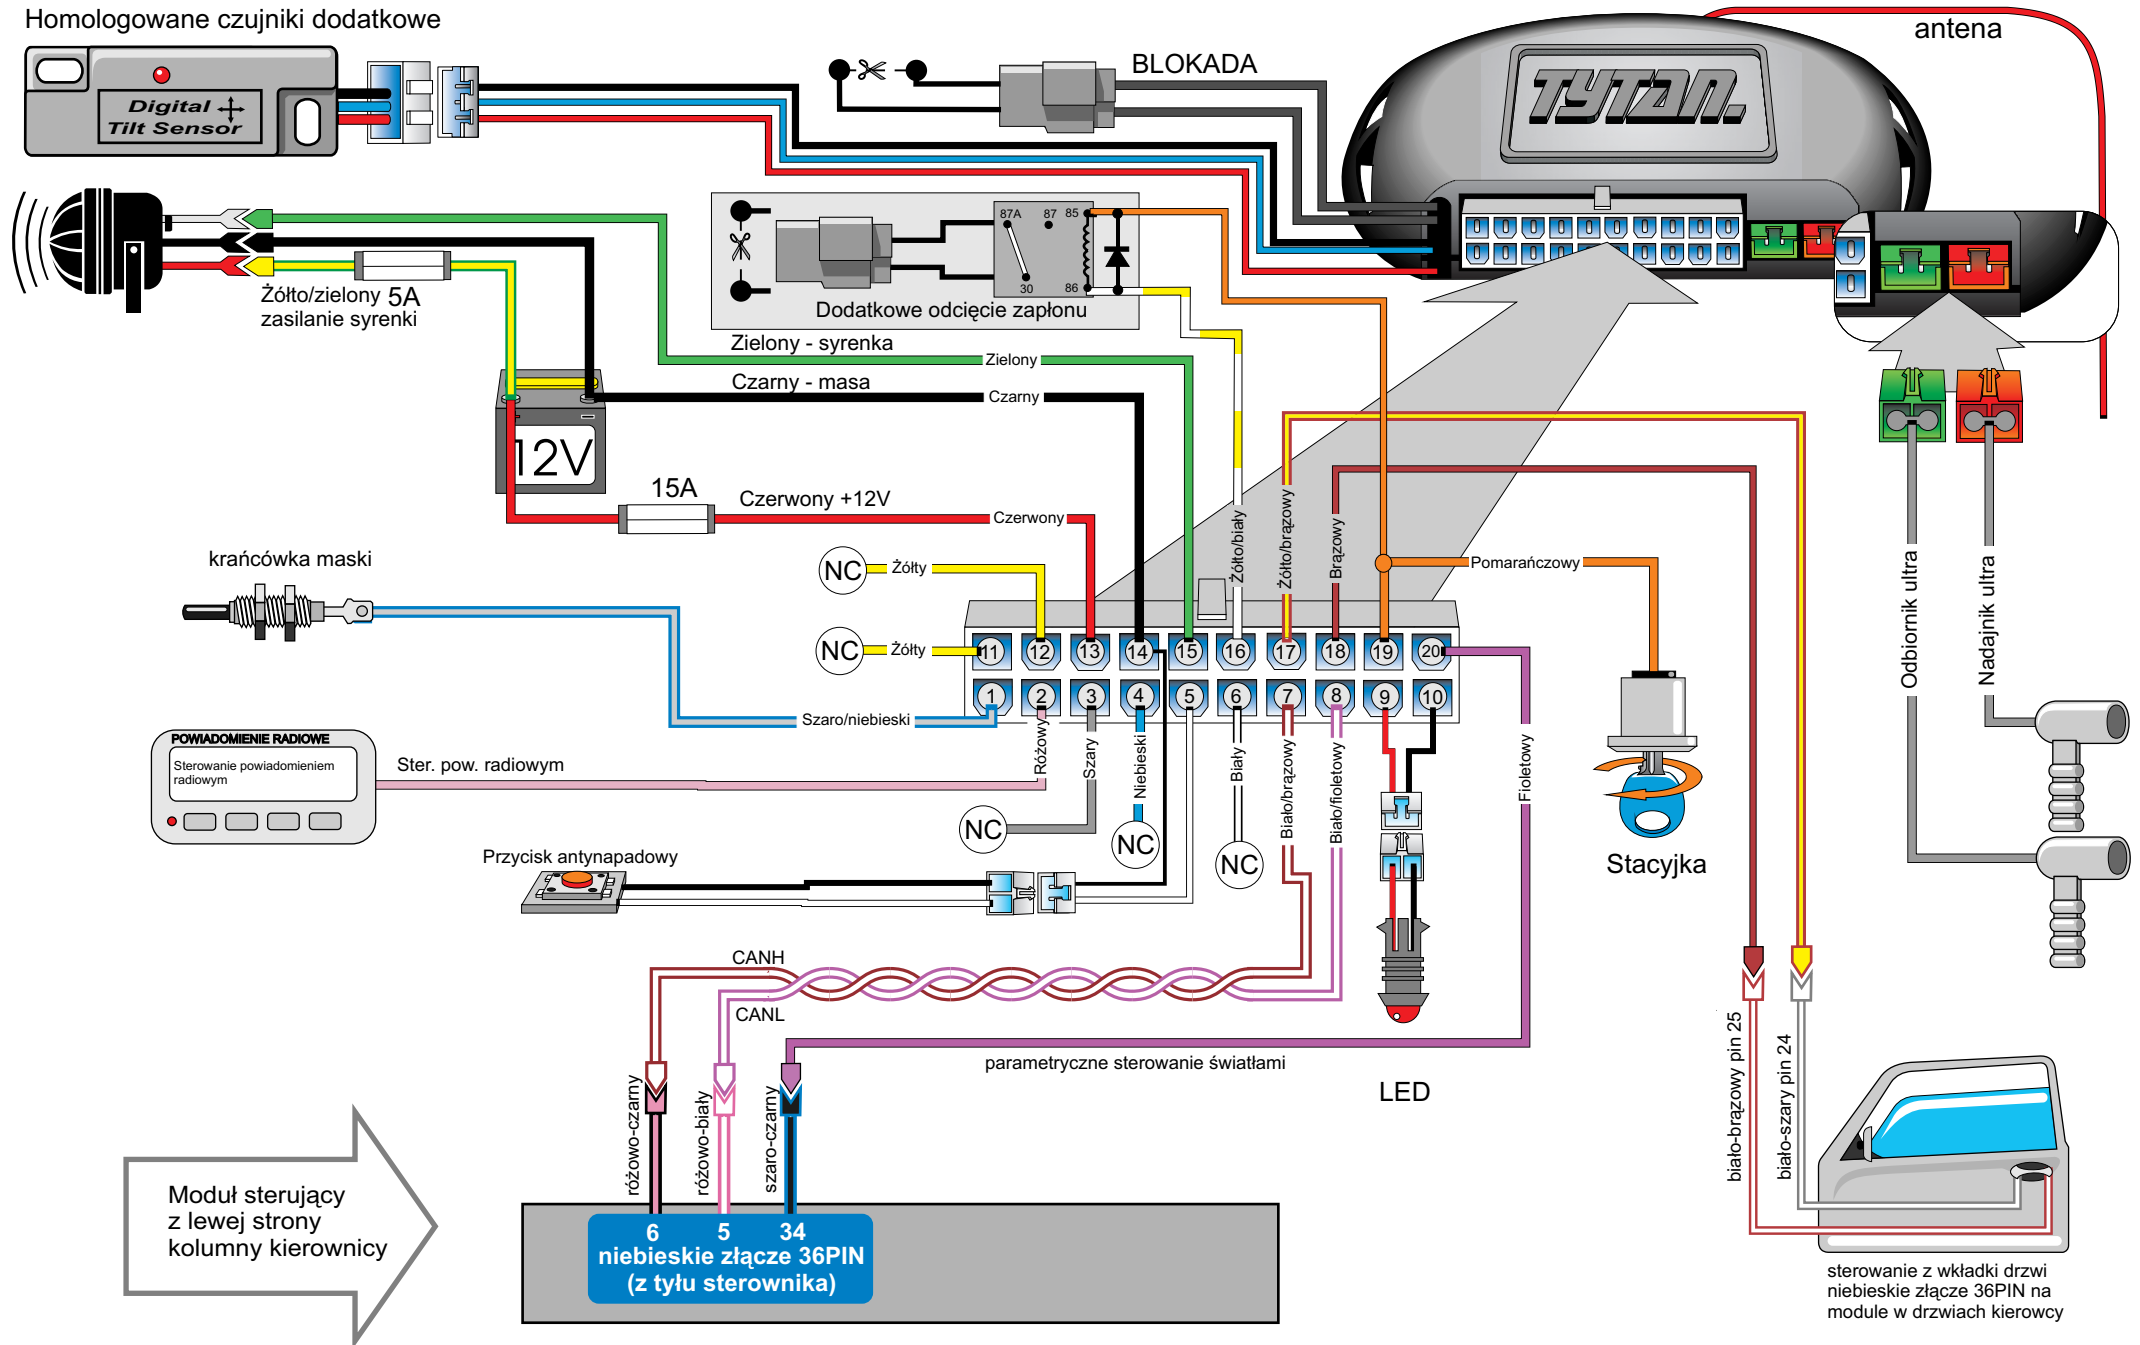 Homologowane czujniki dodatkowe
Digital
Tilt Sensor
BLOKADA
TYTAN.
antena
Żółto/zielony 5A
zasilanie syrenki
87A
87
85
30
86
Dodatkowe odcięcie zapłonu
Zielony - syrenka
Zielony
Czarny - masa
Czarny
12V
15A
Czerwony +12V
Czerwony
krańcówka maski
NC
Żółty
NC
Żółty
Żółto/biały
Żółto/brązowy
Brązowy
Pomarańczowy
Odbiornik ultra
Nadajnik ultra
11
12
13
14
15
16
17
18
19
20
1
2
3
4
5
6
7
8
9
10
Szaro/niebieski
Różowy
Szary
Niebieski
Biały
Biało/brązowy
Biało/fioletowy
Fioletowy
POWIADOMIENIE RADIOWE
Sterowanie powiadomieniem
radiowym
Ster. pow. radiowym
NC
NC
NC
Stacyjka
Przycisk antynapadowy
CANH
CANL
parametryczne sterowanie światłami
LED
różowo-czarny
różowo-biały
szaro-czarny
biało-brązowy pin 25
biało-szary pin 24
Moduł sterujący
z lewej strony
kolumny kierownicy
6
5
34
niebieskie złącze 36PIN
(z tyłu sterownika)
sterowanie z wkładki drzwi
niebieskie złącze 36PIN na
module w drzwiach kierowcy